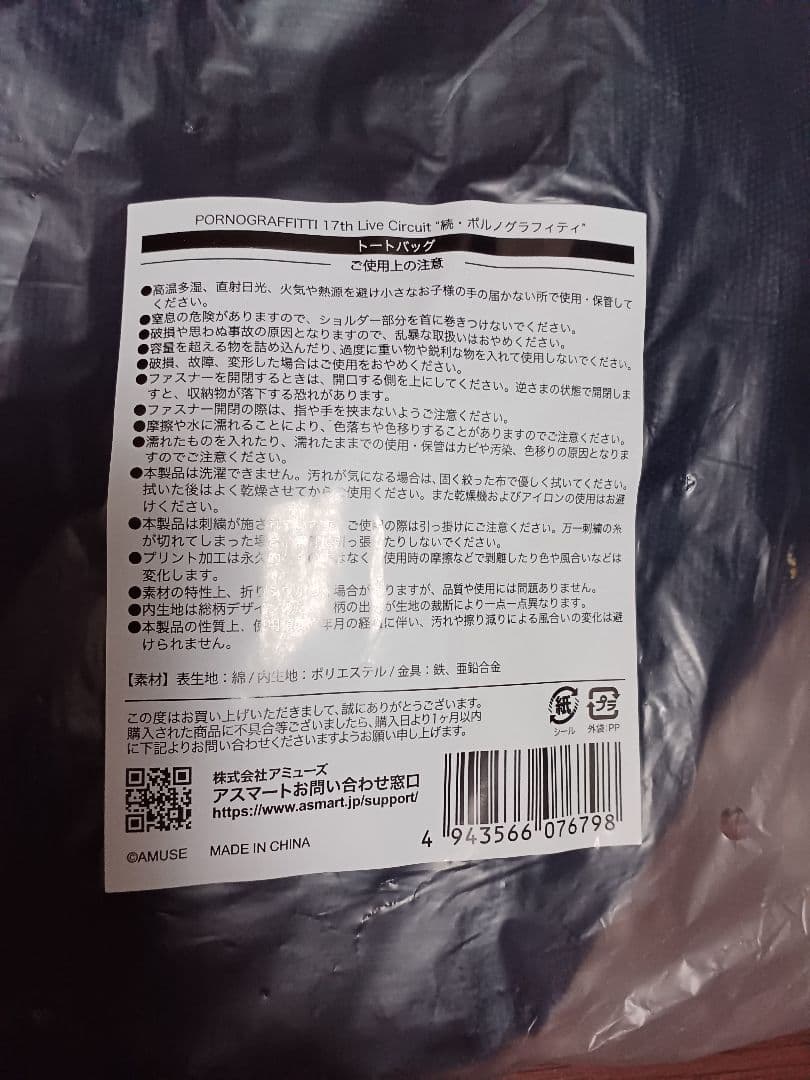 PORNOGRAFFITTI 17th Live Circuit "続・ポルノグラフィティ"
トートバッグ
ご使用上の注意
●高温多湿、直射日光、火気や熱源を避け小さなお子様の手の届かない所で使用・保管して
ください。
●窒息の危険がありますので、ショルダー部分を首に巻きつけないでください。
●破損や思わぬ事故の原因となりますので、乱暴な取扱いはおやめください。
●容量を超える物を詰め込んだり、過度に重い物や鋭利な物を入れて使用しないでください。
●破損、故障、変形した場合はご使用をおやめください。
●ファスナーを開閉するときは、開口する側を上にしてください。逆さまの状態で開閉しま
すと、収納物が落下する恐れがあります。
●ファスナー開閉の際は、指や手を挟まないようご注意ください。
●摩擦や水に濡れることにより、色落ちや色移りすることがありますのでご注意ください。
●濡れたものを入れたり、濡れたままでの使用・保管はカビや汚染、色移りの原因となりま
すのでご注意ください。
●本製品は洗濯できません。汚れが気になる場合は、固く絞った布で優しく拭いてください。
拭いた後はよく乾燥させてからご使用ください。また乾燥機およびアイロンの使用はお避
けください。
●本製品は刺繍が施さ ご使用の際は引っ掛けにご注意ください。万一刺繍の糸
が切れてしまった場合 引っ張ったりしないでください。
●プリント加工は永久 はなく 使用時の摩擦などで剥離したり色や風合いなどは
変化します。
●素材の特性上、折り 場合がありますが、品質や使用には問題ありません。
●内生地は総柄デザイ 柄の出 が生地の裁断により一点一点異なります。
●本製品の性質上、使 年月の経過に伴い、汚れや擦り減りによる風合いの変化は避
けられません。
【素材】表生地：綿 / 内生地：ポリエステル / 金具：鉄、亜鉛合金
この度はお買い上げいただきまして、誠にありがとうございます。
購入された商品に不具合等ございましたら、購入日より1ヶ月以内
に下記よりお問い合わせくださいますようお願い申し上げます。
紙 プラ
シール 外袋:PP
株式会社アミューズ
アスマートお問い合わせ窓口
https://www.asmart.jp/support/
4 943566 076798
©AMUSE MADE IN CHINA